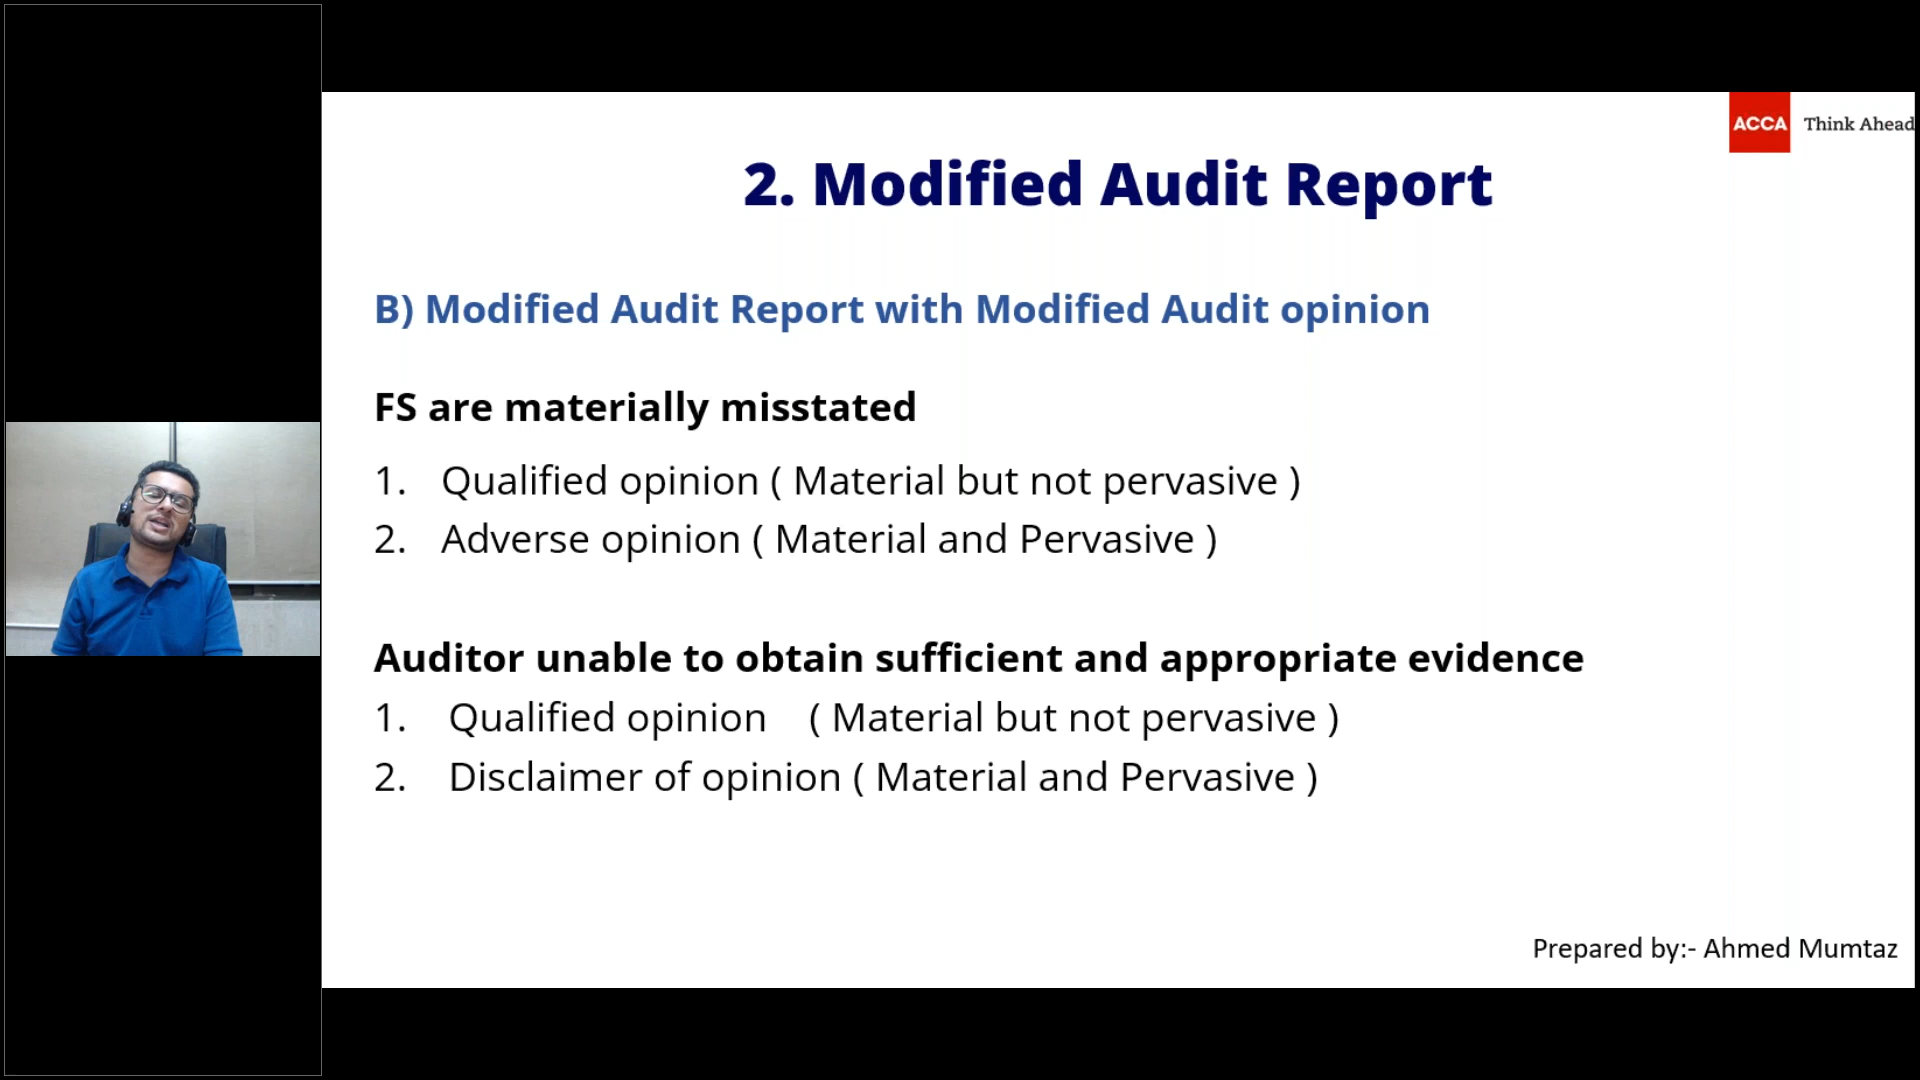 ACCA Think Ahead
2. Modified Audit Report
B) Modified Audit Report with Modified Audit opinion
FS are materially misstated
1. Qualified opinion ( Material but not pervasive )
2. Adverse opinion ( Material and Pervasive )
Auditor unable to obtain sufficient and appropriate evidence
1. Qualified opinion ( Material but not pervasive )
2. Disclaimer of opinion ( Material and Pervasive )
Prepared by:- Ahmed Mumtaz